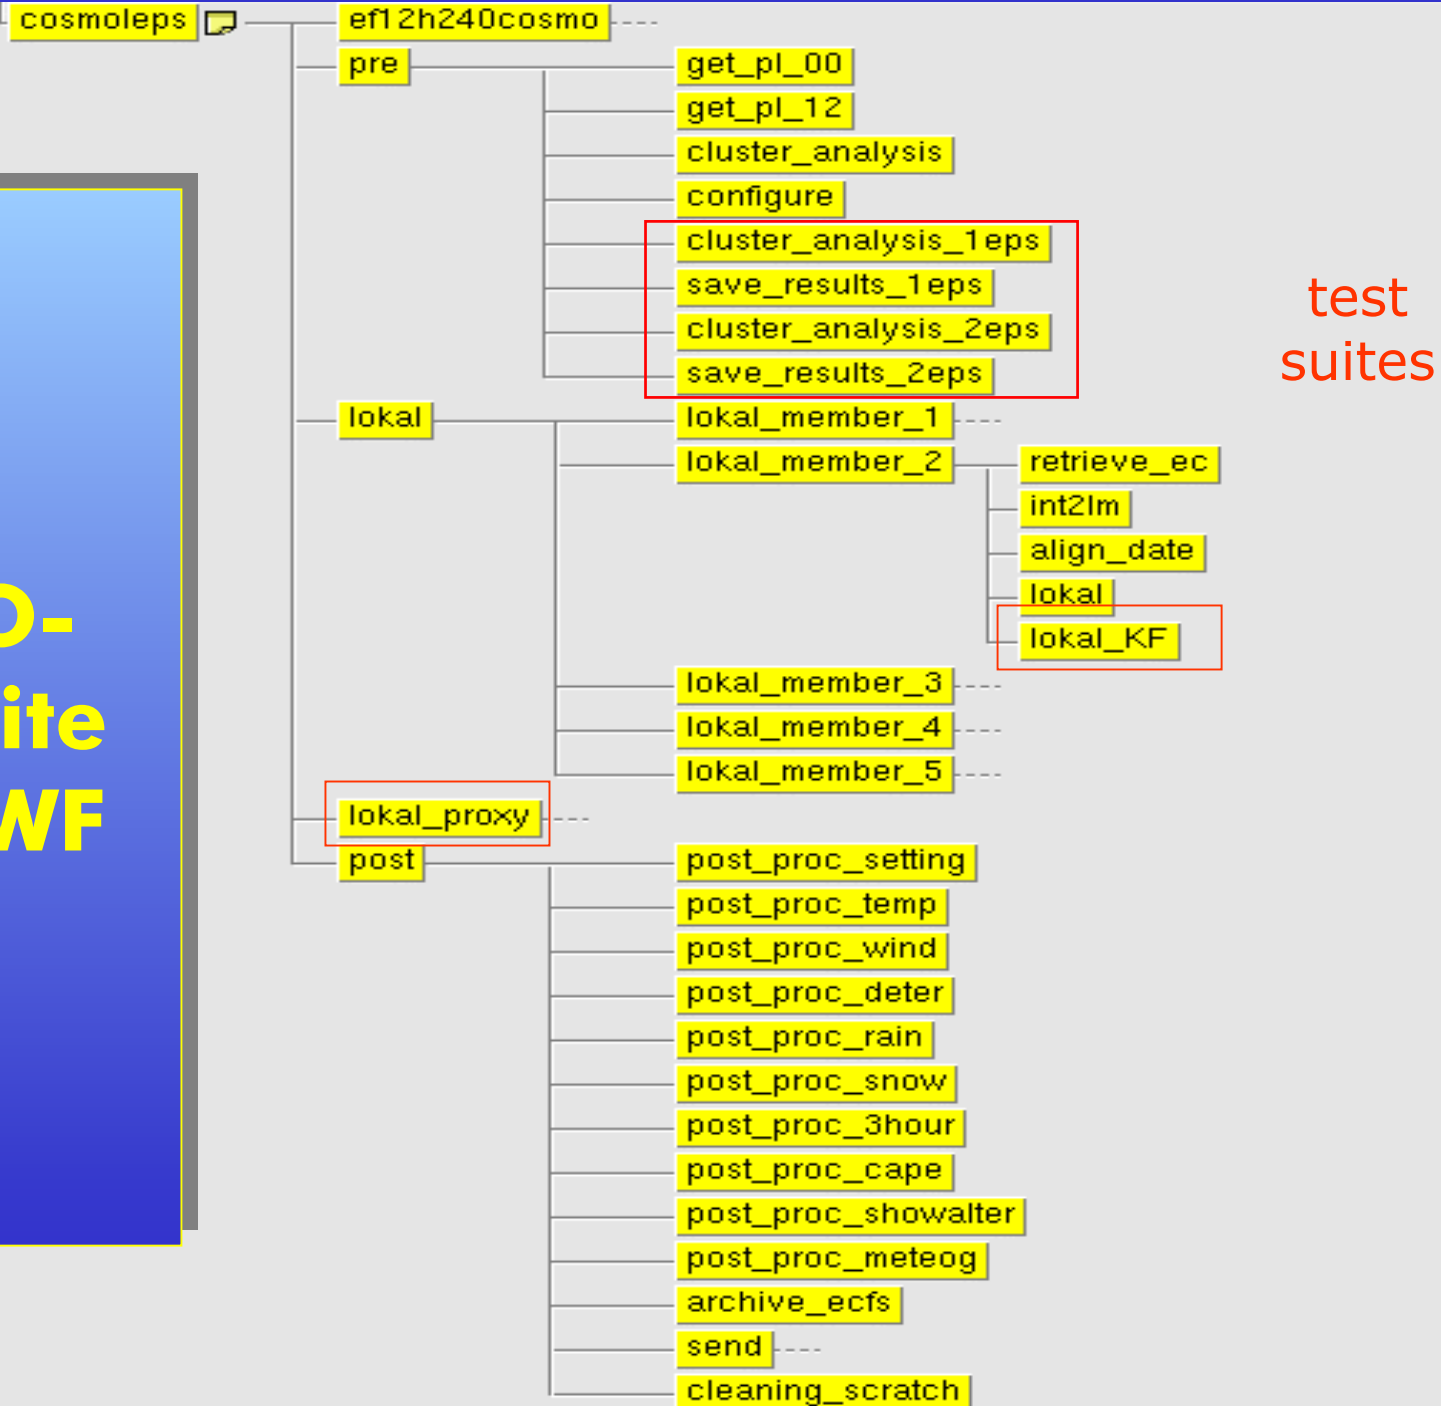 cosmoleps
ef12h240cosmo
pre
get_pl_00
get_pl_12
cluster_analysis
configure
cluster_analysis_1eps
save_results_1eps
cluster_analysis_2eps
save_results_2eps
test
suites
lokal
lokal_member_1
lokal_member_2
retrieve_ec
int2lm
align_date
lokal
lokal_KF
lokal_member_3
lokal_member_4
lokal_member_5
lokal_proxy
post
post_proc_setting
post_proc_temp
post_proc_wind
post_proc_deter
post_proc_rain
post_proc_snow
post_proc_3hour
post_proc_cape
post_proc_showalter
post_proc_meteog
archive_ecfs
send
cleaning_scratch
O-
ite
WF